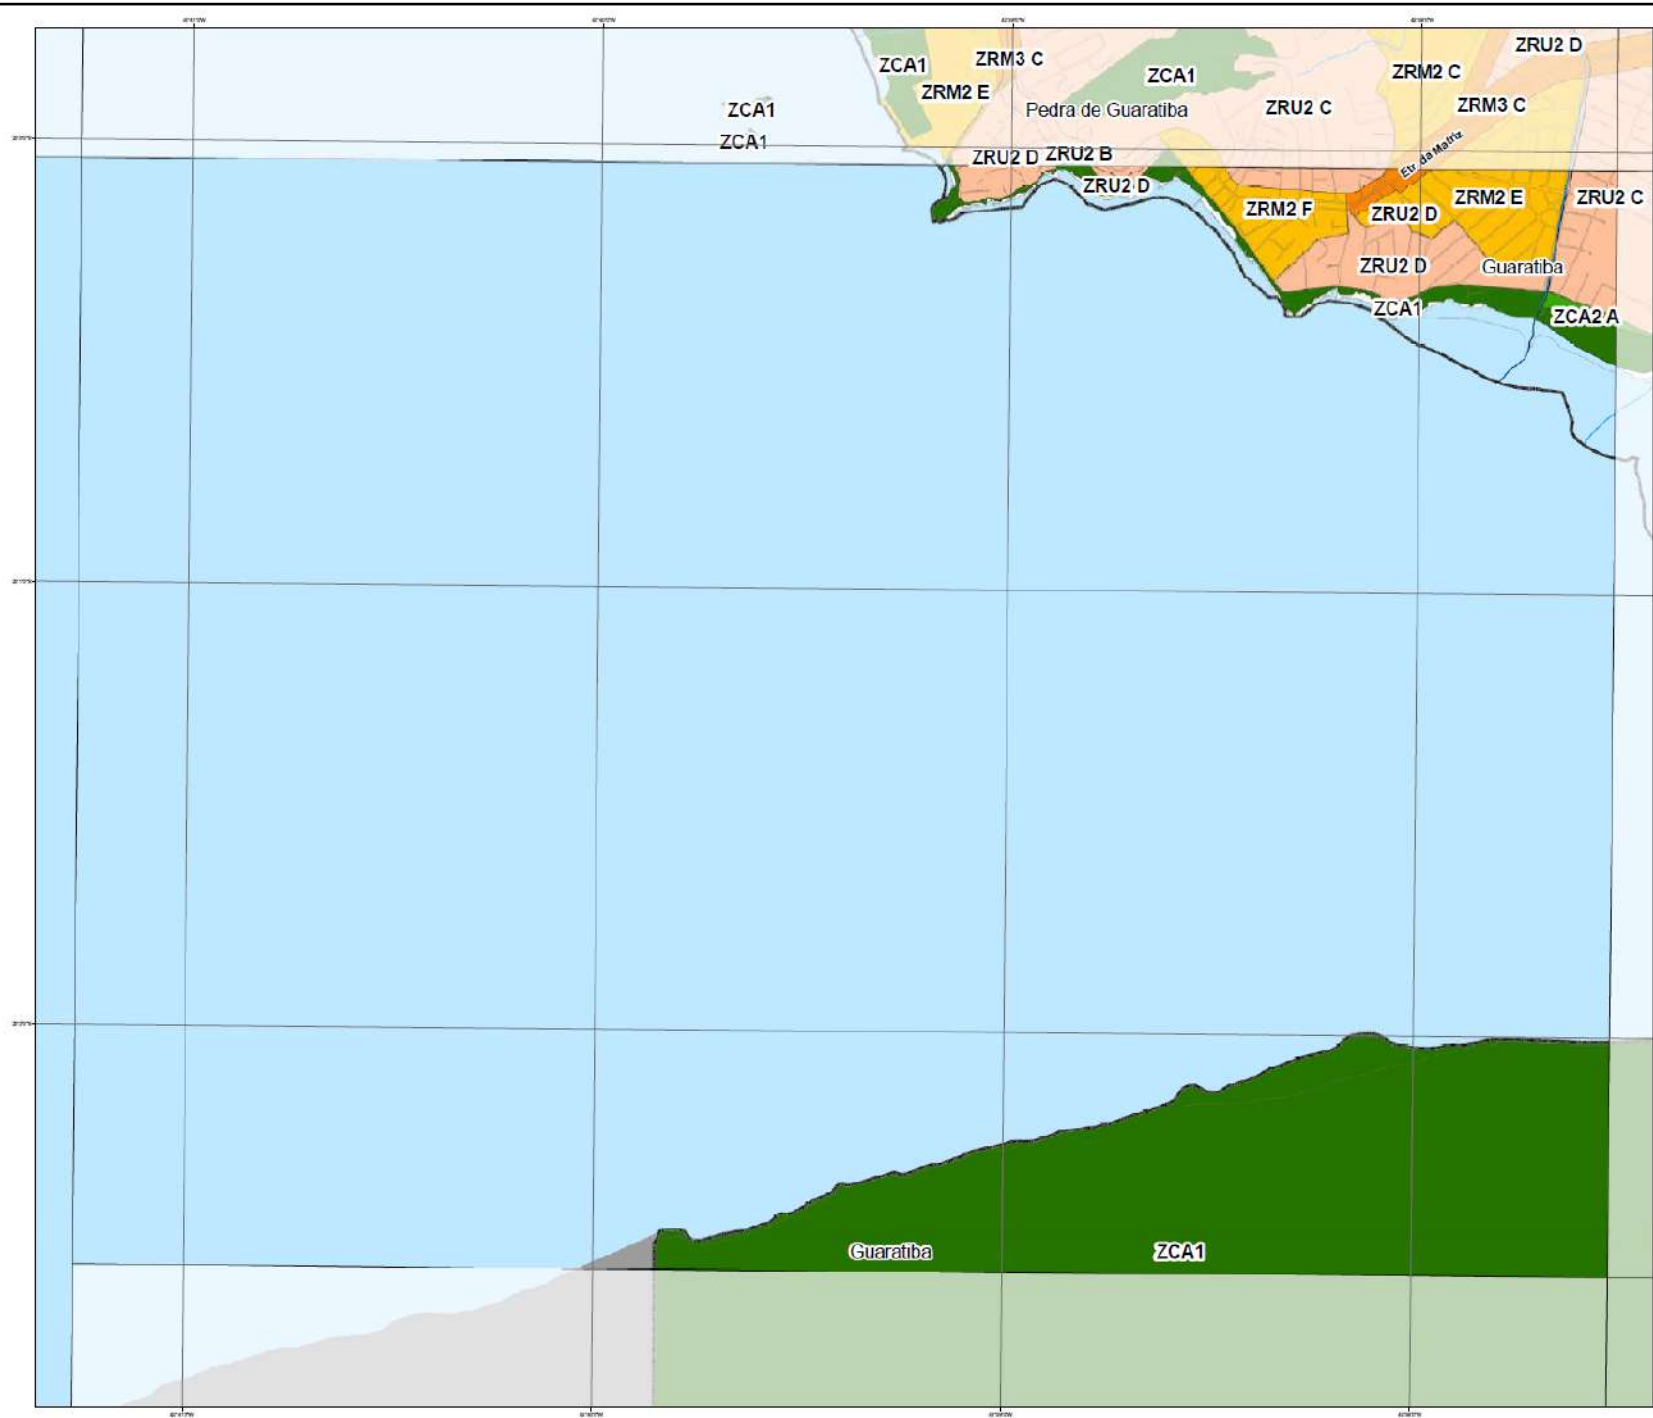 ZRU2 D
ZCA1
ZRM3 C
ZRM2 C
ZCA1
ZRM2 E
ZCA1
Pedra de Guaratiba
ZRU2 C
ZRM3 C
ZCA1
Etr da Matriz
ZRU2 D
ZRU2 B
ZRU2 D
ZRM2 F
ZRU2 D
ZRM2 E
ZRU2 C
ZRU2 D
Guaratiba
ZCA1
ZCA2 A
Guaratiba
ZCA1